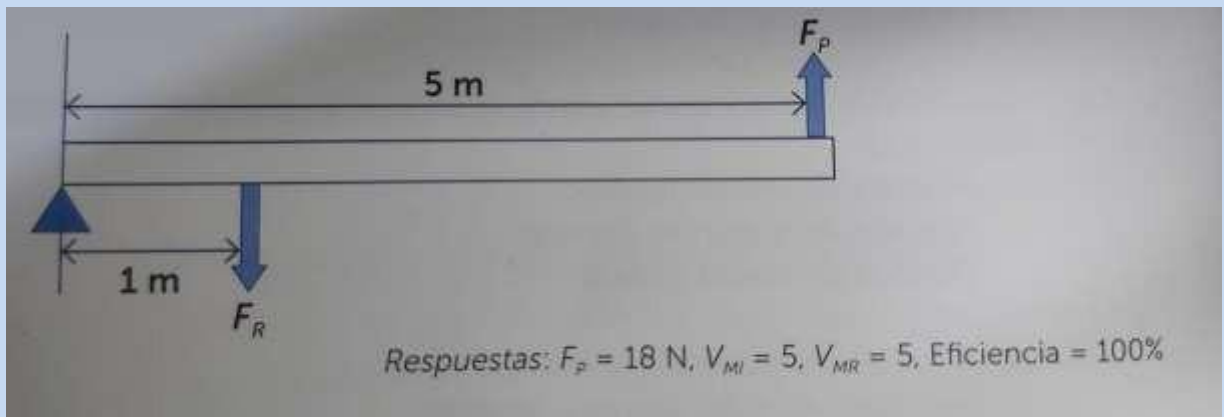 F_P
5 m
1 m
F_R
Respuestas: F_P = 18 N, V_MI = 5, V_MR = 5, Eficiencia = 100%